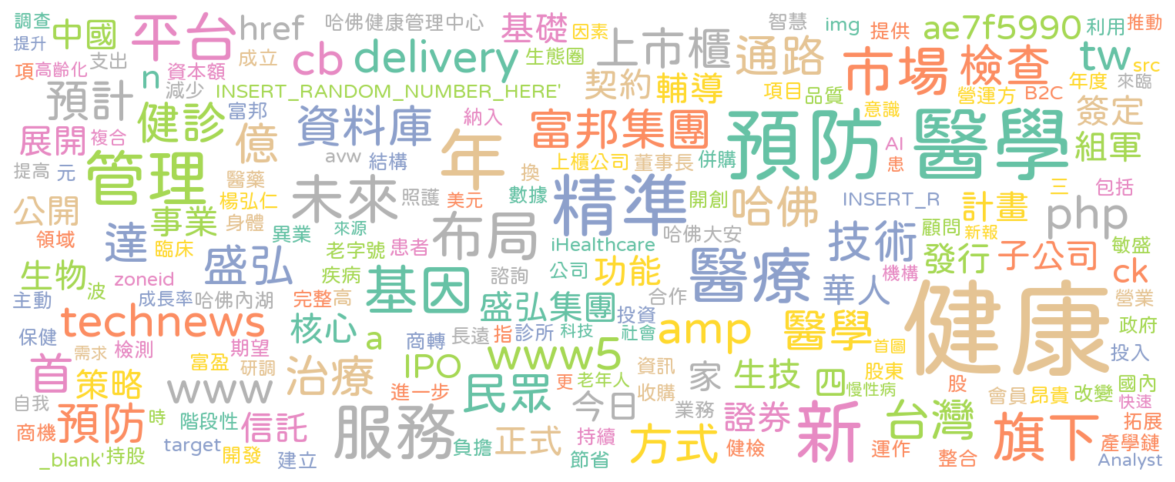 調查 中國 平台 href 哈佛健康管理中心 基礎 因素 上市櫃 智慧 img 提供 ae7f5990 利用 推動
提升 支出 cb delivery 生態圈 通路 市場 檢查 tw src
項 高齡化 n 資本額 成立 契約 輔導 項目 品質 意識 營運方 B2C 年度 來臨
預計 減少 INSERT_RANDOM_NUMBER_HERE' 簽定
展開 複合 健診 億 富邦 資料庫 年 納入 富邦集團 預防 醫學 AI 患 組軍
提高 元 管理 avw 結構 上櫃公司 董事長 併購 換 三 包括
醫藥 楊弘仁 未來 照護 美元 數據 精準 開創 哈佛 INSERT_R 計畫 php
公開 事業 身體 布局 顧問 新報
領域 達 臨床 異業 來源 老字號 患者 iHealthcare 哈佛大安 醫療 技術 子公司 敏盛
生物 波 zoneid 盛弘 疾病 基因 諮詢 公司 功能 機構 發行 ck
主動 成長率 哈佛內湖 完整 高 盛弘集團 合作 華人 營業
保健 technews 核心 a 商轉 長遠 指 診所 科技 投資 社會 amp 醫學 健康 政府
需求 檢測 期望 富盈 研調 IPO www5 資訊 首圖 投入
首 策略 www 治療 進一步 民眾 更 老年人 收購 家 生技 四 慢性病 股東 股 會員 昂貴 改變 國內
自我 預防 時 階段性 信託 服務 今日 業務 證券 新 台灣 旗下 快速
商機 target 負擔 正式 持續 方式 健檢 運作 拓展
_blank' 持股 開發 建立 節省 整合 產學鏈
Analyst